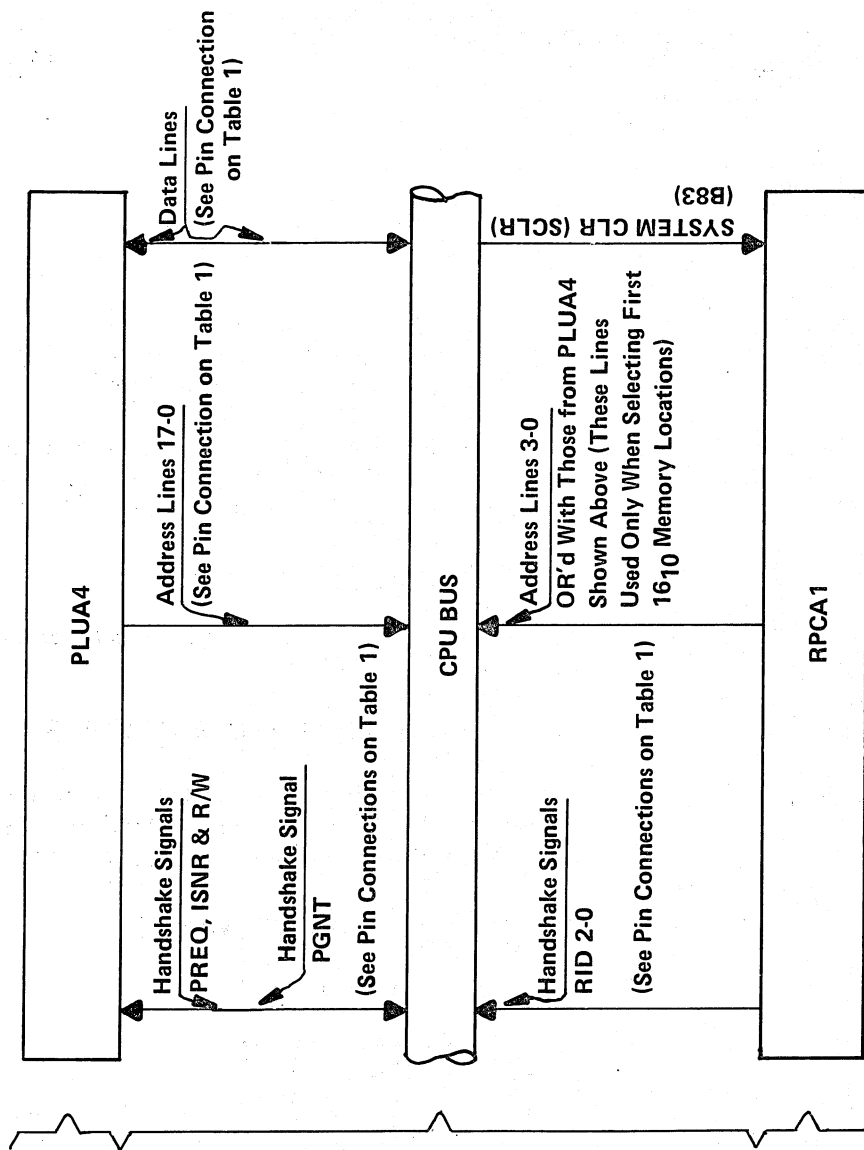 PLUA4
Handshake Signals
PREQ, ISNR & R/W
Handshake Signal
PGNT
(See Pin Connections on Table 1)
Address Lines 17-0
(See Pin Connection on Table 1)
Data Lines
(See Pin Connection
on Table 1)
CPU BUS
Handshake Signals
RID 2-0
(See Pin Connections on Table 1)
Address Lines 3-0
OR'd With Those from PLUA4
Shown Above (These Lines
Used Only When Selecting First
16₁₀ Memory Locations)
SYSTEM CLR (SCLR)
(B83)
RPCA1